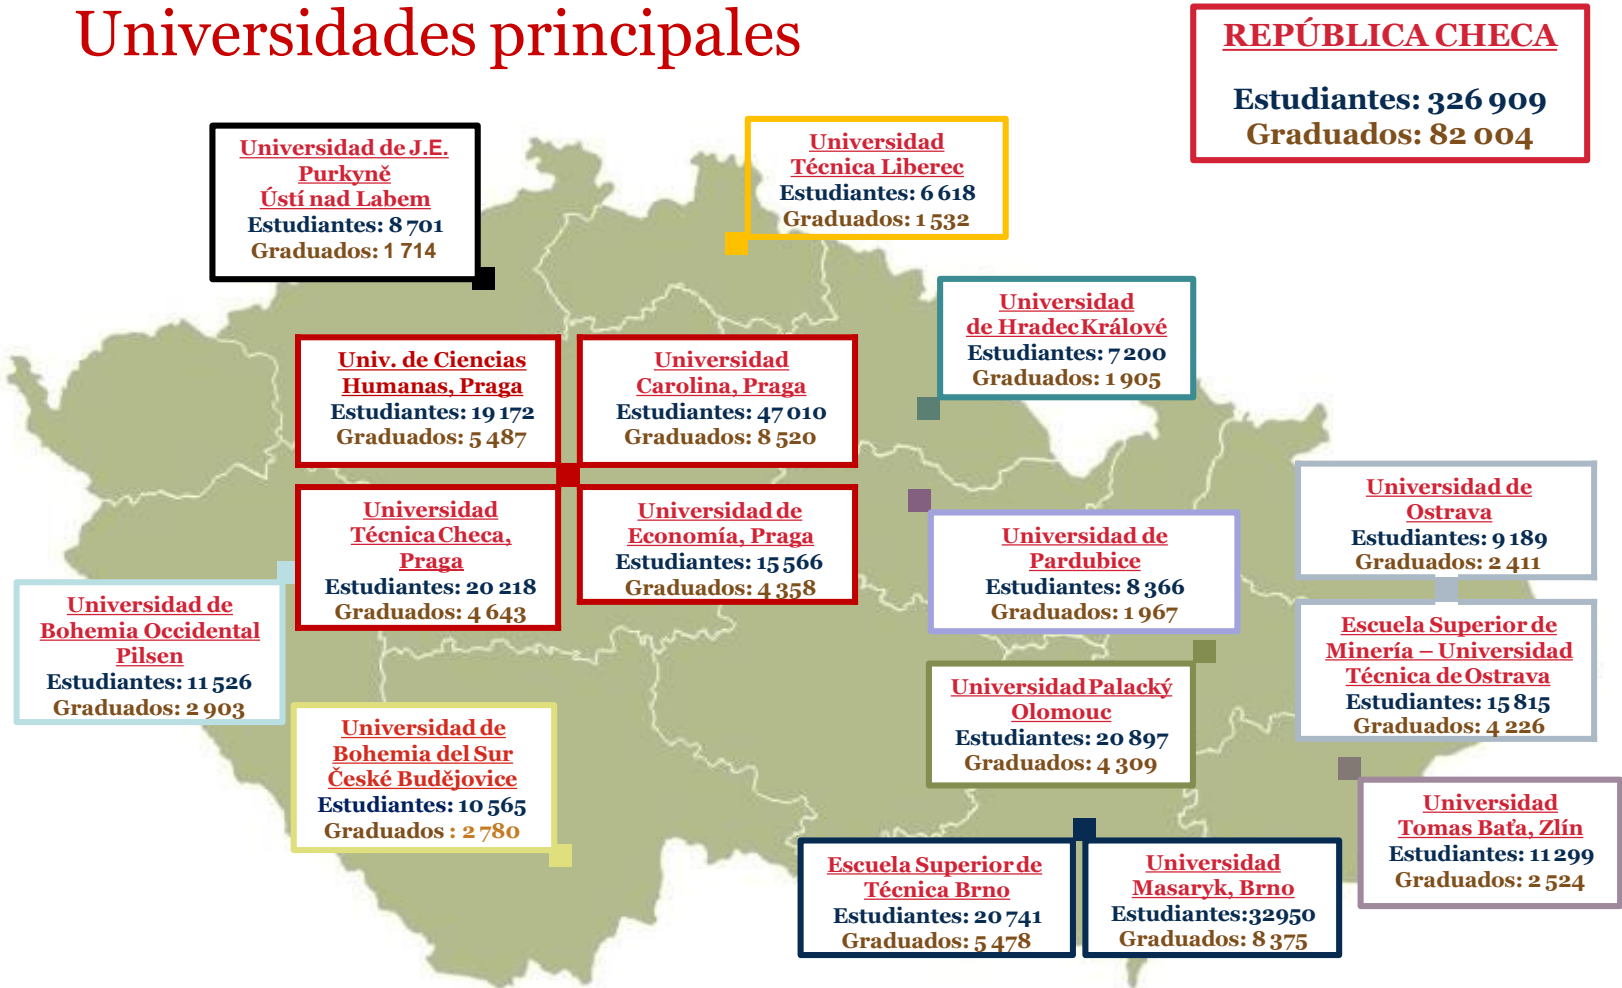 Universidades principales
REPÚBLICA CHECA
Estudiantes: 326 909
Graduados: 82 004
Universidad de J.E.
Purkyně
Ústí nad Labem
Estudiantes: 8 701
Graduados: 1 714
Universidad
Técnica Liberec
Estudiantes: 6 618
Graduados: 1 532
Universidad
de Hradec Králové
Estudiantes: 7 200
Graduados: 1 905
Univ. de Ciencias
Humanas, Praga
Estudiantes: 19 172
Graduados: 5 487
Universidad
Carolina, Praga
Estudiantes: 47 010
Graduados: 8 520
Universidad
Técnica Checa,
Praga
Estudiantes: 20 218
Graduados: 4 643
Universidad de
Economía, Praga
Estudiantes: 15 566
Graduados: 4 358
Universidad de
Pardubice
Estudiantes: 8 366
Graduados: 1 967
Universidad de
Ostrava
Estudiantes: 9 189
Graduados: 2 411
Universidad de
Bohemia Occidental
Pilsen
Estudiantes: 11 526
Graduados: 2 903
Escuela Superior de
Minería – Universidad
Técnica de Ostrava
Estudiantes: 15 815
Graduados: 4 226
Universidad Palacký
Olomouc
Estudiantes: 20 897
Graduados: 4 309
Universidad de
Bohemia del Sur
České Budějovice
Estudiantes: 10 565
Graduados : 2 780
Universidad
Tomas Baťa, Zlín
Estudiantes: 11 299
Graduados: 2 524
Escuela Superior de
Técnica Brno
Estudiantes: 20 741
Graduados: 5 478
Universidad
Masaryk, Brno
Estudiantes:32950
Graduados: 8 375